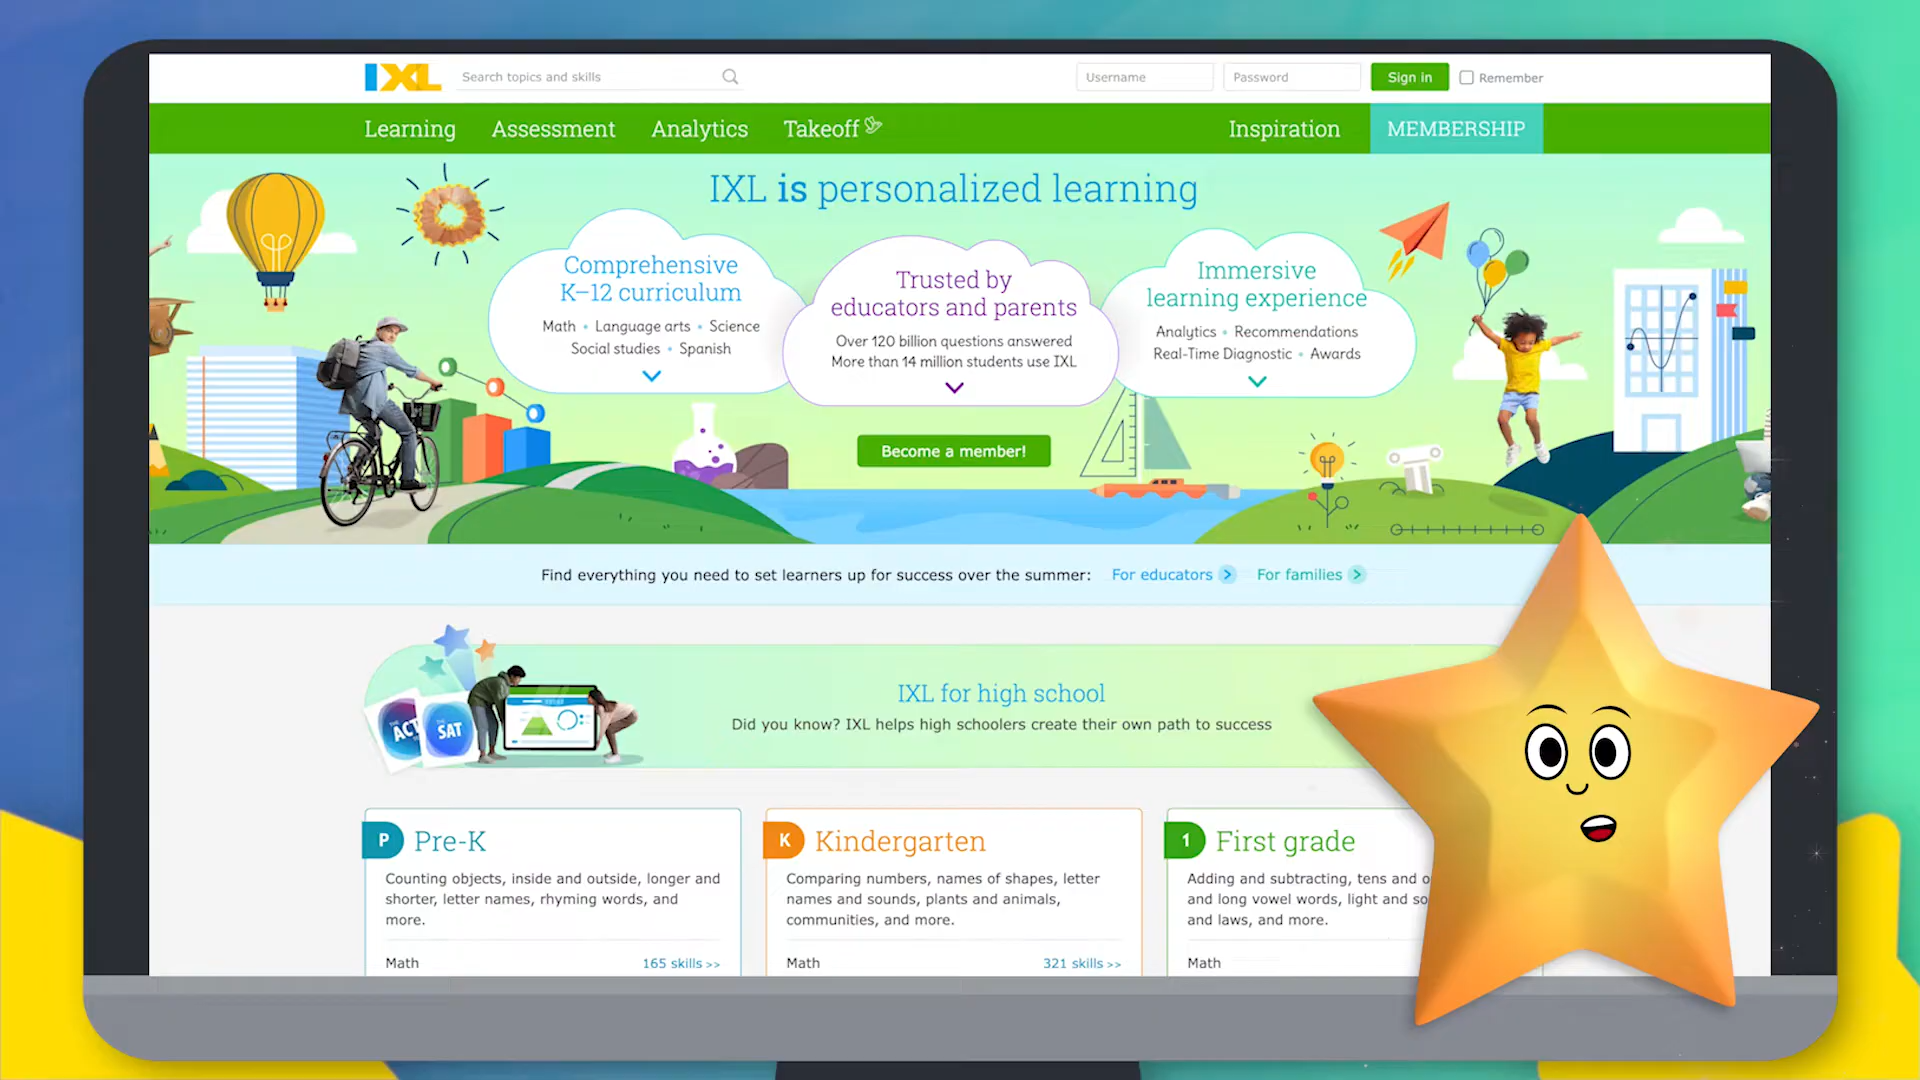 IXL
Search topics and skills
Username
Password
Sign in
Remember
Learning
Assessment
Analytics
Takeoff
Inspiration
MEMBERSHIP
IXL is personalized learning
Comprehensive
K–12 curriculum
Math • Language arts • Science
Social studies • Spanish
Trusted by
educators and parents
Over 120 billion questions answered
More than 14 million students use IXL
Immersive
learning experience
Analytics • Recommendations
Real-Time Diagnostic • Awards
Become a member!
Find everything you need to set learners up for success over the summer:
For educators >
For families >
THE
ACT
SAT
IXL for high school
Did you know? IXL helps high schoolers create their own path to success
P
Pre-K
Counting objects, inside and outside, longer and
shorter, letter names, rhyming words, and
more.
Math
165 skills >>
K
Kindergarten
Comparing numbers, names of shapes, letter
names and sounds, plants and animals,
communities, and more.
Math
321 skills >>
1
First grade
Adding and subtracting, tens and
and long vowel words, light and
and laws, and more.
Math